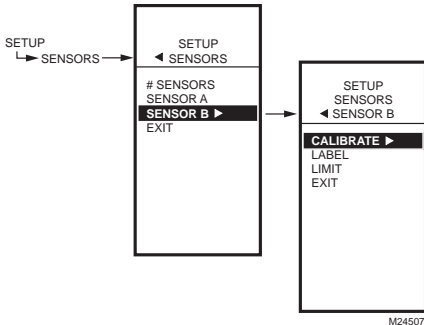 SETUP
SENSORS
SETUP
◄ SENSORS
# SENSORS
SENSOR A
SENSOR B ►
EXIT
SETUP
SENSORS
◄ SENSOR B
CALIBRATE ►
LABEL
LIMIT
EXIT
M24507